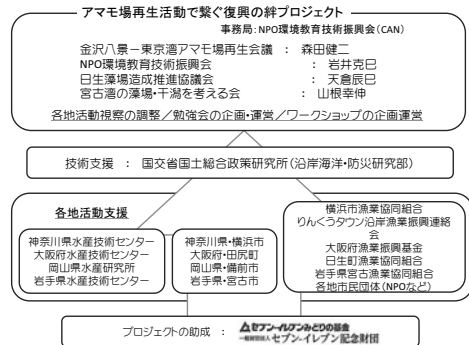 アマモ場再生活動で繋ぐ復興の絆プロジェクト
事務局:NPO環境教育技術振興会(CAN)
金沢八景－東京湾アマモ場再生会議 : 森田健二
NPO環境教育技術振興会 : 岩井克巳
日生藻場造成推進協議会 : 天倉辰巳
宮古湾の藻場・干潟を考える会 : 山根幸伸
各地活動視察の調整／勉強会の企画・運営／ワークショップの企画運営
技術支援 : 国交省国土総合政策研究所(沿岸海洋・防災研究部)
各地活動支援
神奈川県水産技術センター
大阪府水産技術センター
岡山県水産研究所
岩手県水産技術センター
神奈川県・横浜市
大阪府・田尻町
岡山県・備前市
岩手県・宮古市
横浜市漁業協同組合
りんくうタウン沿岸漁業振興連絡
会
大阪府漁業振興基金
日生町漁業協同組合
岩手県宮古漁業協同組合
各地市民団体(NPOなど)
プロジェクトの助成 :
セブン-イレブンみどりの基金
一般財団法人セブン-イレブン記念財団